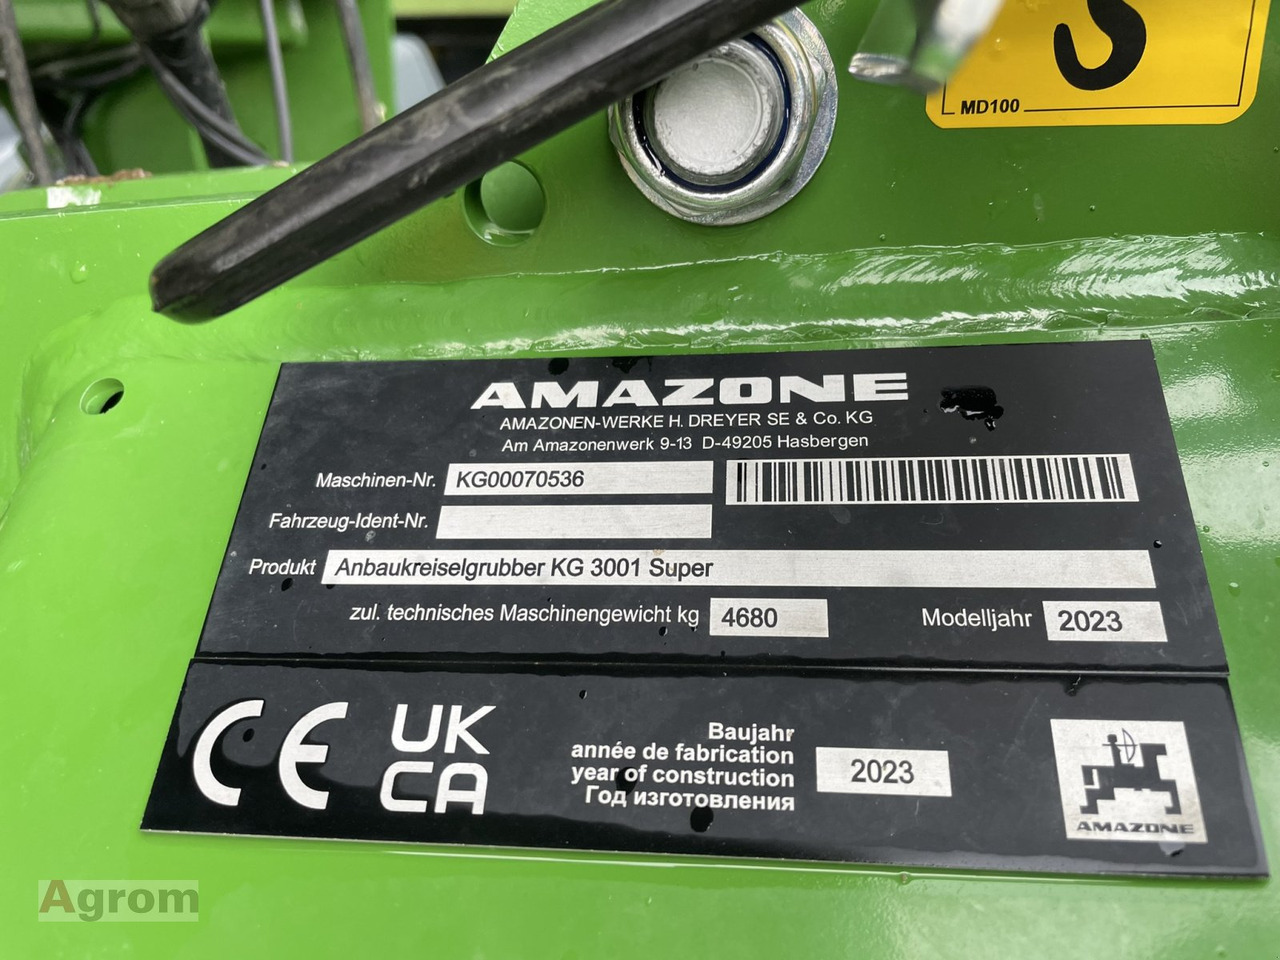 MD100
AMAZONE
AMAZONEN-WERKE H. DREYER SE & Co. KG
Am Amazonenwerk 9-13 D-49205 Hasbergen
Maschinen-Nr. KG00070536
Fahrzeug-Ident-Nr.
Produkt Anbaukreiselgrubber KG 3001 Super
zul. technisches Maschinengewicht kg 4680 Modelljahr 2023
CE
UK
CA
Baujahr
année de fabrication
year of construction
Год изготовления
2023
AMAZONE
Agrom